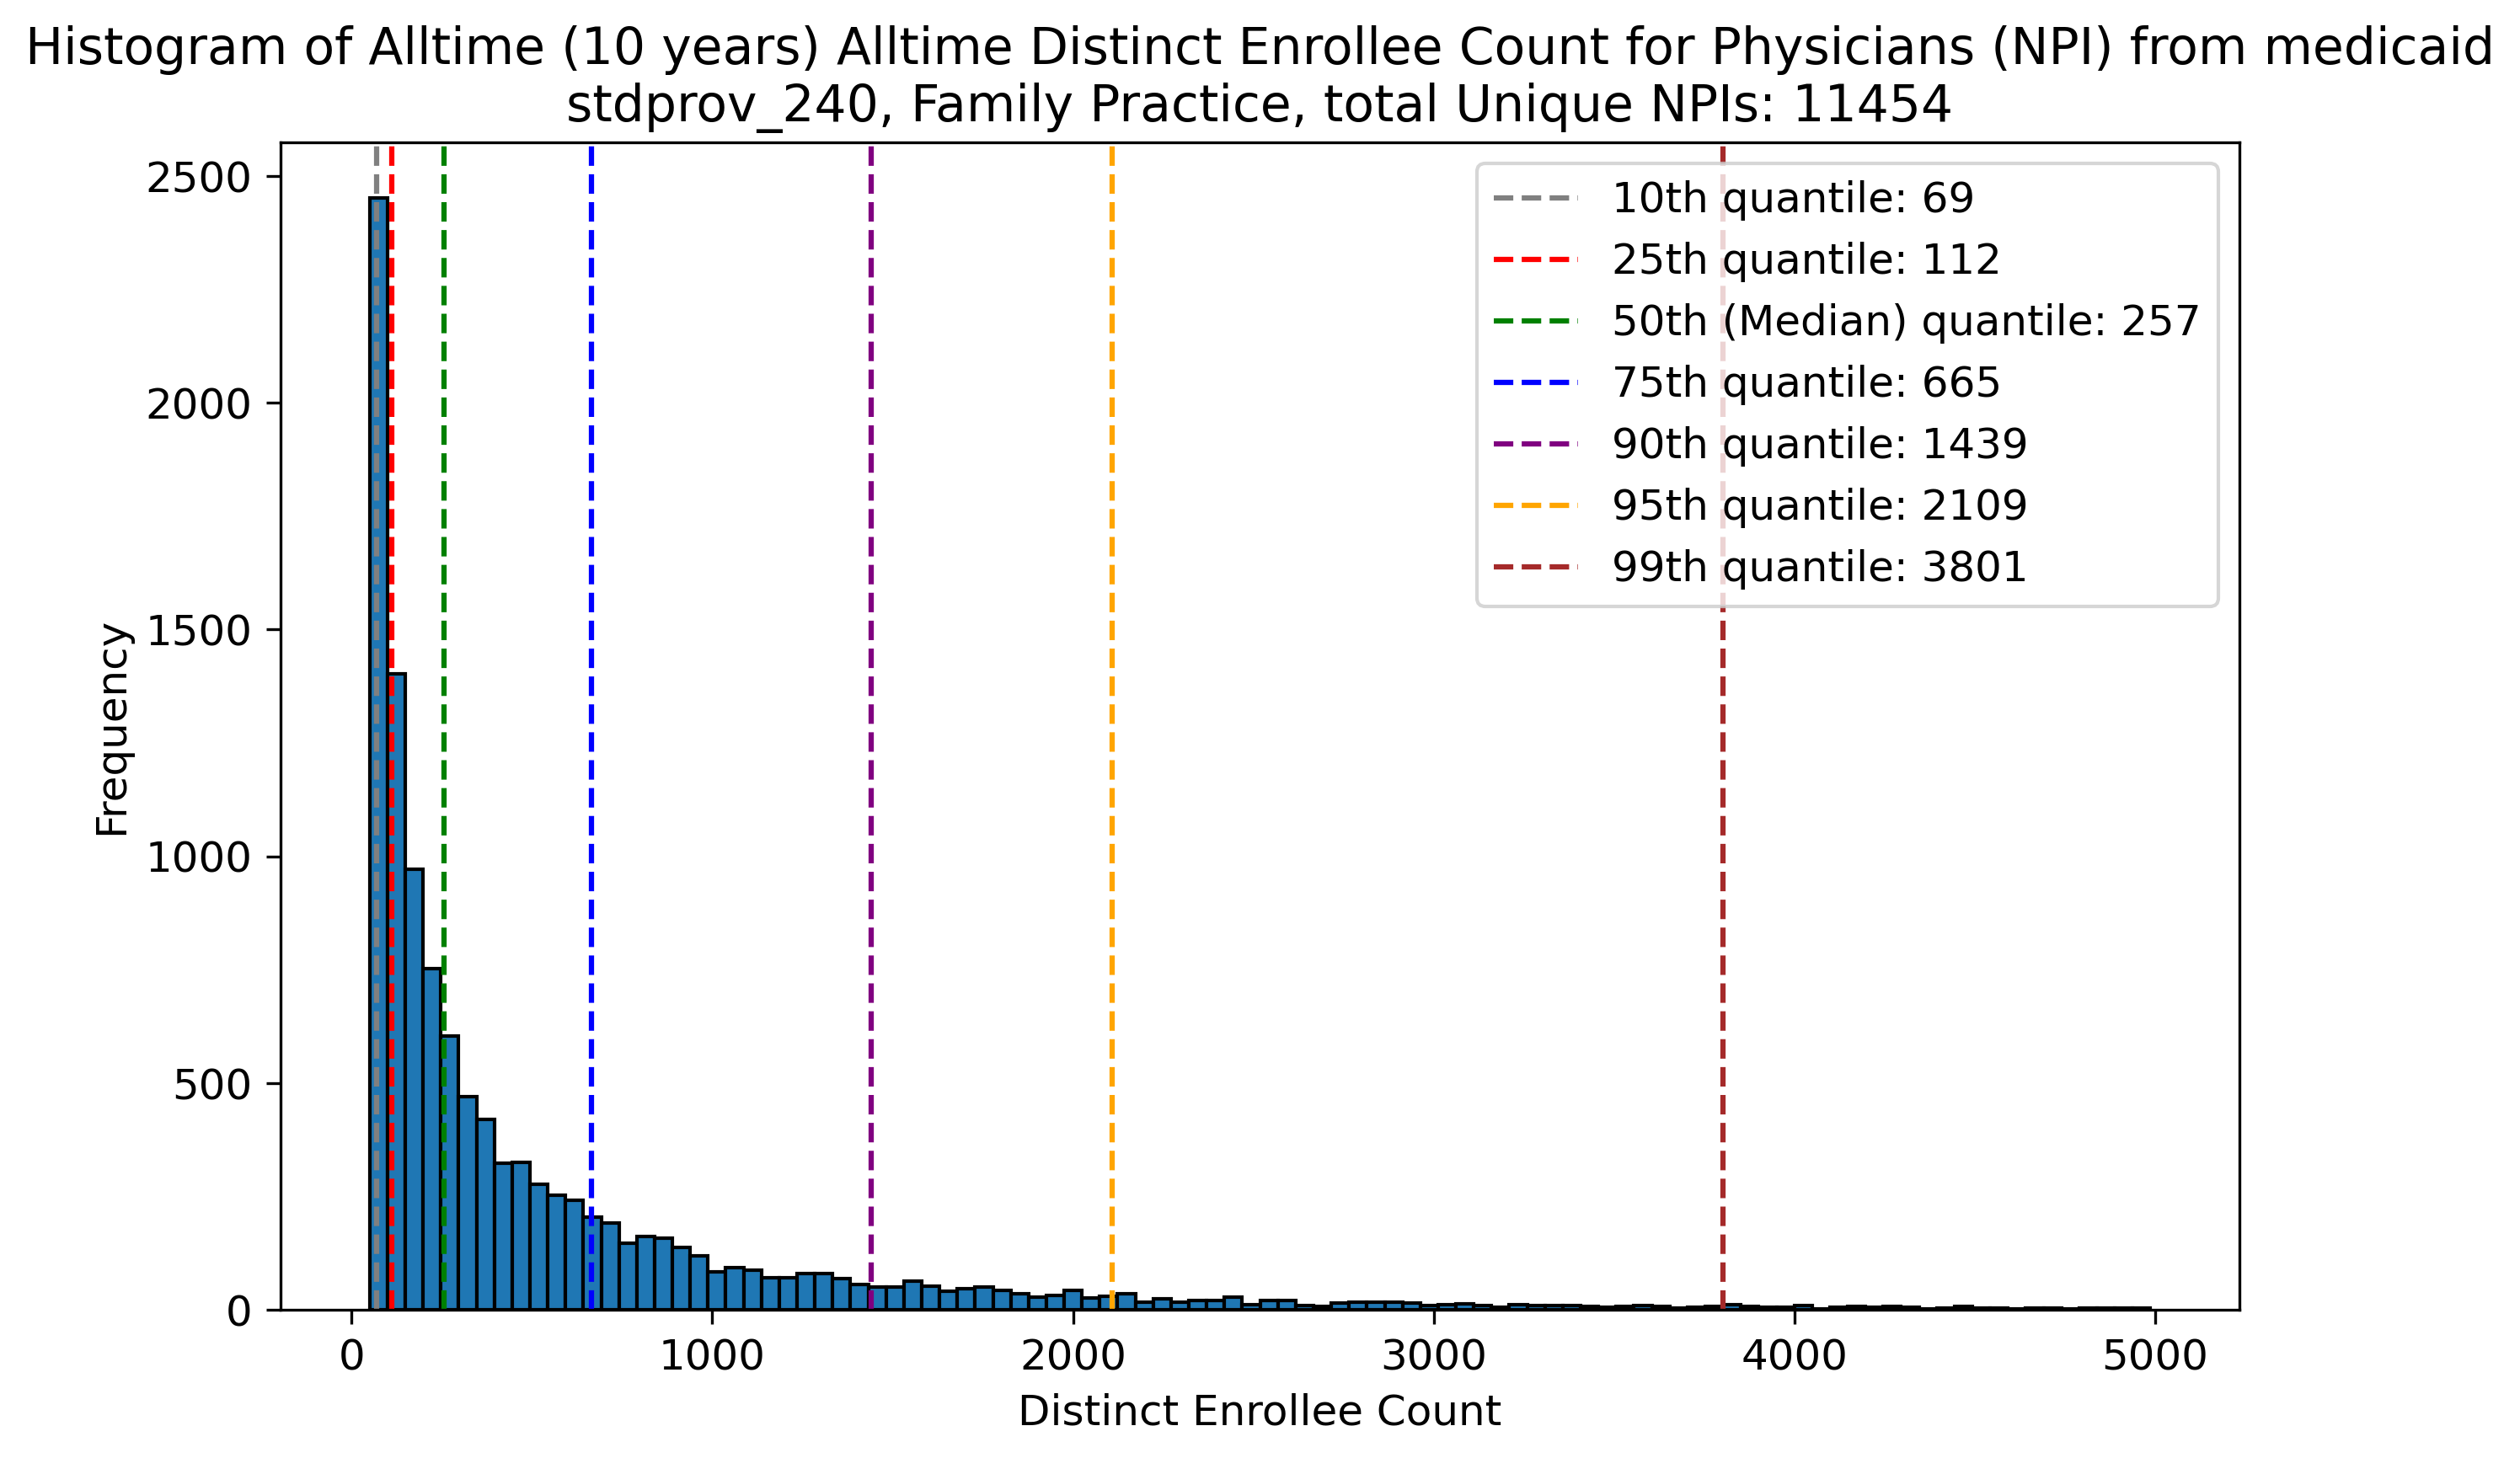 Histogram of Alltime (10 years) Alltime Distinct Enrollee Count for Physicians (NPI) from medicaid
stdprov_240, Family Practice, total Unique NPIs: 11454
10th quantile: 69
25th quantile: 112
50th (Median) quantile: 257
75th quantile: 665
90th quantile: 1439
95th quantile: 2109
99th quantile: 3801
Frequency
2500
2000
1500
1000
500
0
0 1000 2000 3000 4000 5000
Distinct Enrollee Count